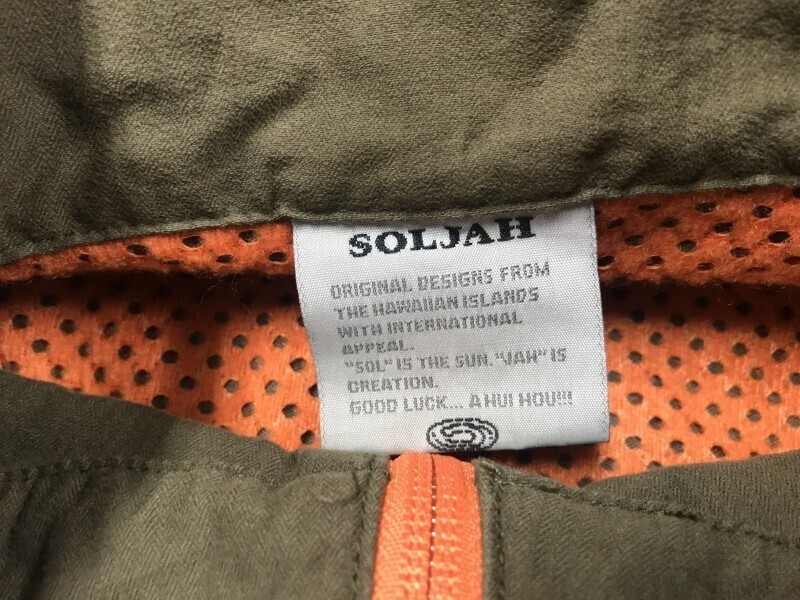 SOLJAH
ORIGINAL DESIGNS FROM
THE HAWAIIAN ISLANDS
WITH INTERNATIONAL
APPEAL.
"SOL" IS THE SUN. "JAH" IS
CREATION.
GOOD LUCK... A HUI HOU!!!